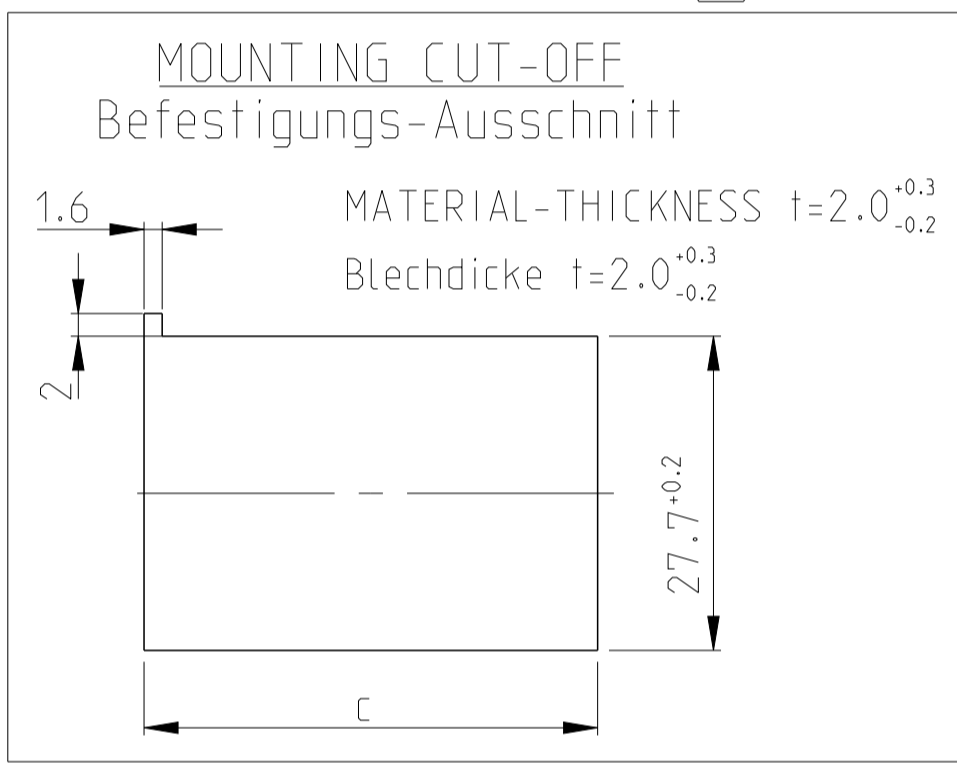 MOUNTING CUT-OFF
Befestigungs-Ausschnitt
1.6
MATERIAL-THICKNESS t=2.0 +0.3 -0.2
Blechdicke t=2.0 +0.3 -0.2
2
27.7 +0.2
C